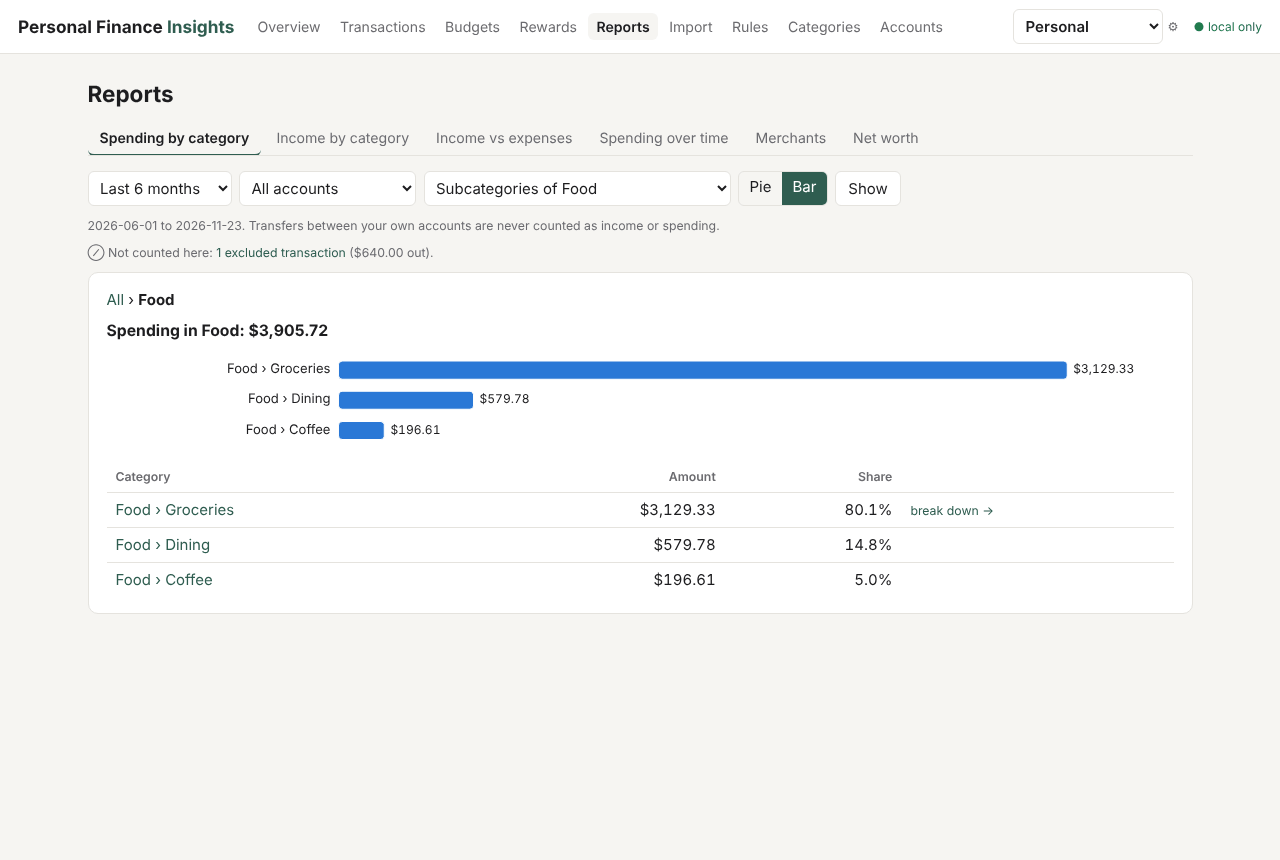 Personal Finance Insights Overview Transactions Budgets Rewards Reports Import Rules Categories Accounts Personal ⚙ local only
Reports
Spending by category Income by category Income vs expenses Spending over time Merchants Net worth
Last 6 months All accounts Subcategories of Food Pie Bar Show
2026-06-01 to 2026-11-23. Transfers between your own accounts are never counted as income or spending.
Not counted here: 1 excluded transaction ($640.00 out).
All › Food
Spending in Food: $3,905.72
Food › Groceries $3,129.33
Food › Dining $579.78
Food › Coffee $196.61
Category Amount Share
Food › Groceries $3,129.33 80.1% break down →
Food › Dining $579.78 14.8%
Food › Coffee $196.61 5.0%